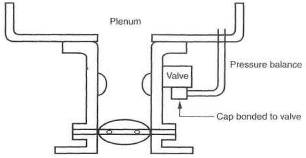 Plenum
Pressure balance
Valve
Cap bonded to valve